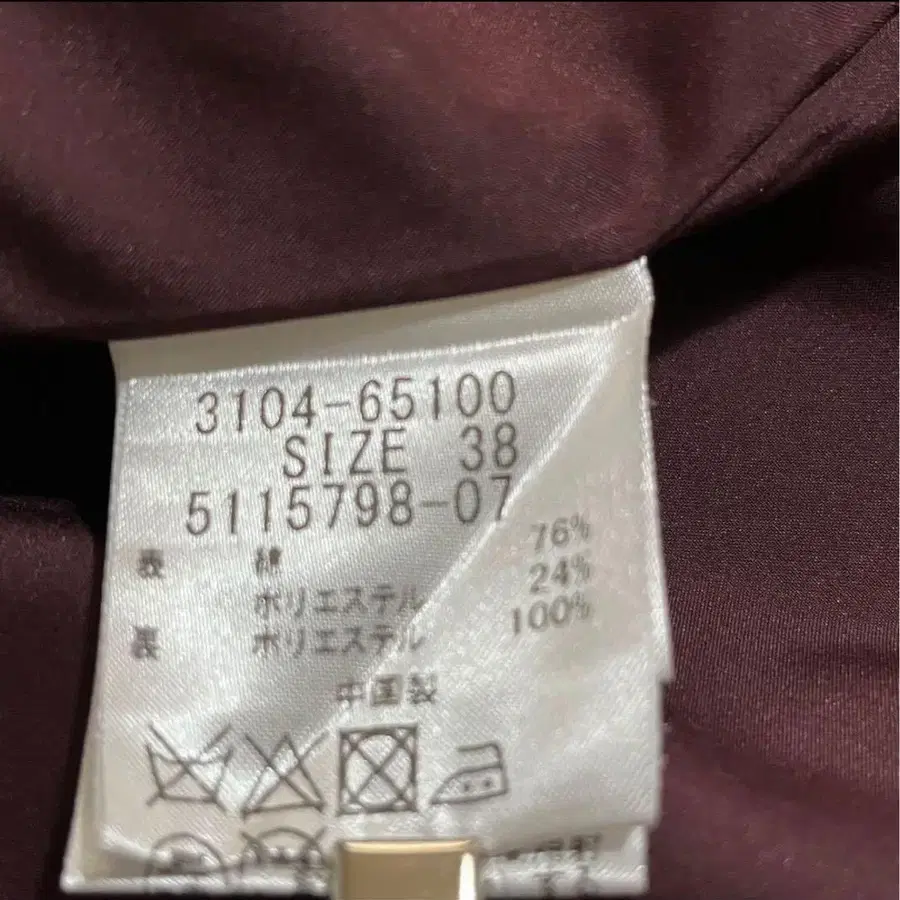 3104-65100
SIZE 38
5115798-07
表 綿 76%
ポリエステル 24%
裏 ポリエステル 100%
中国製